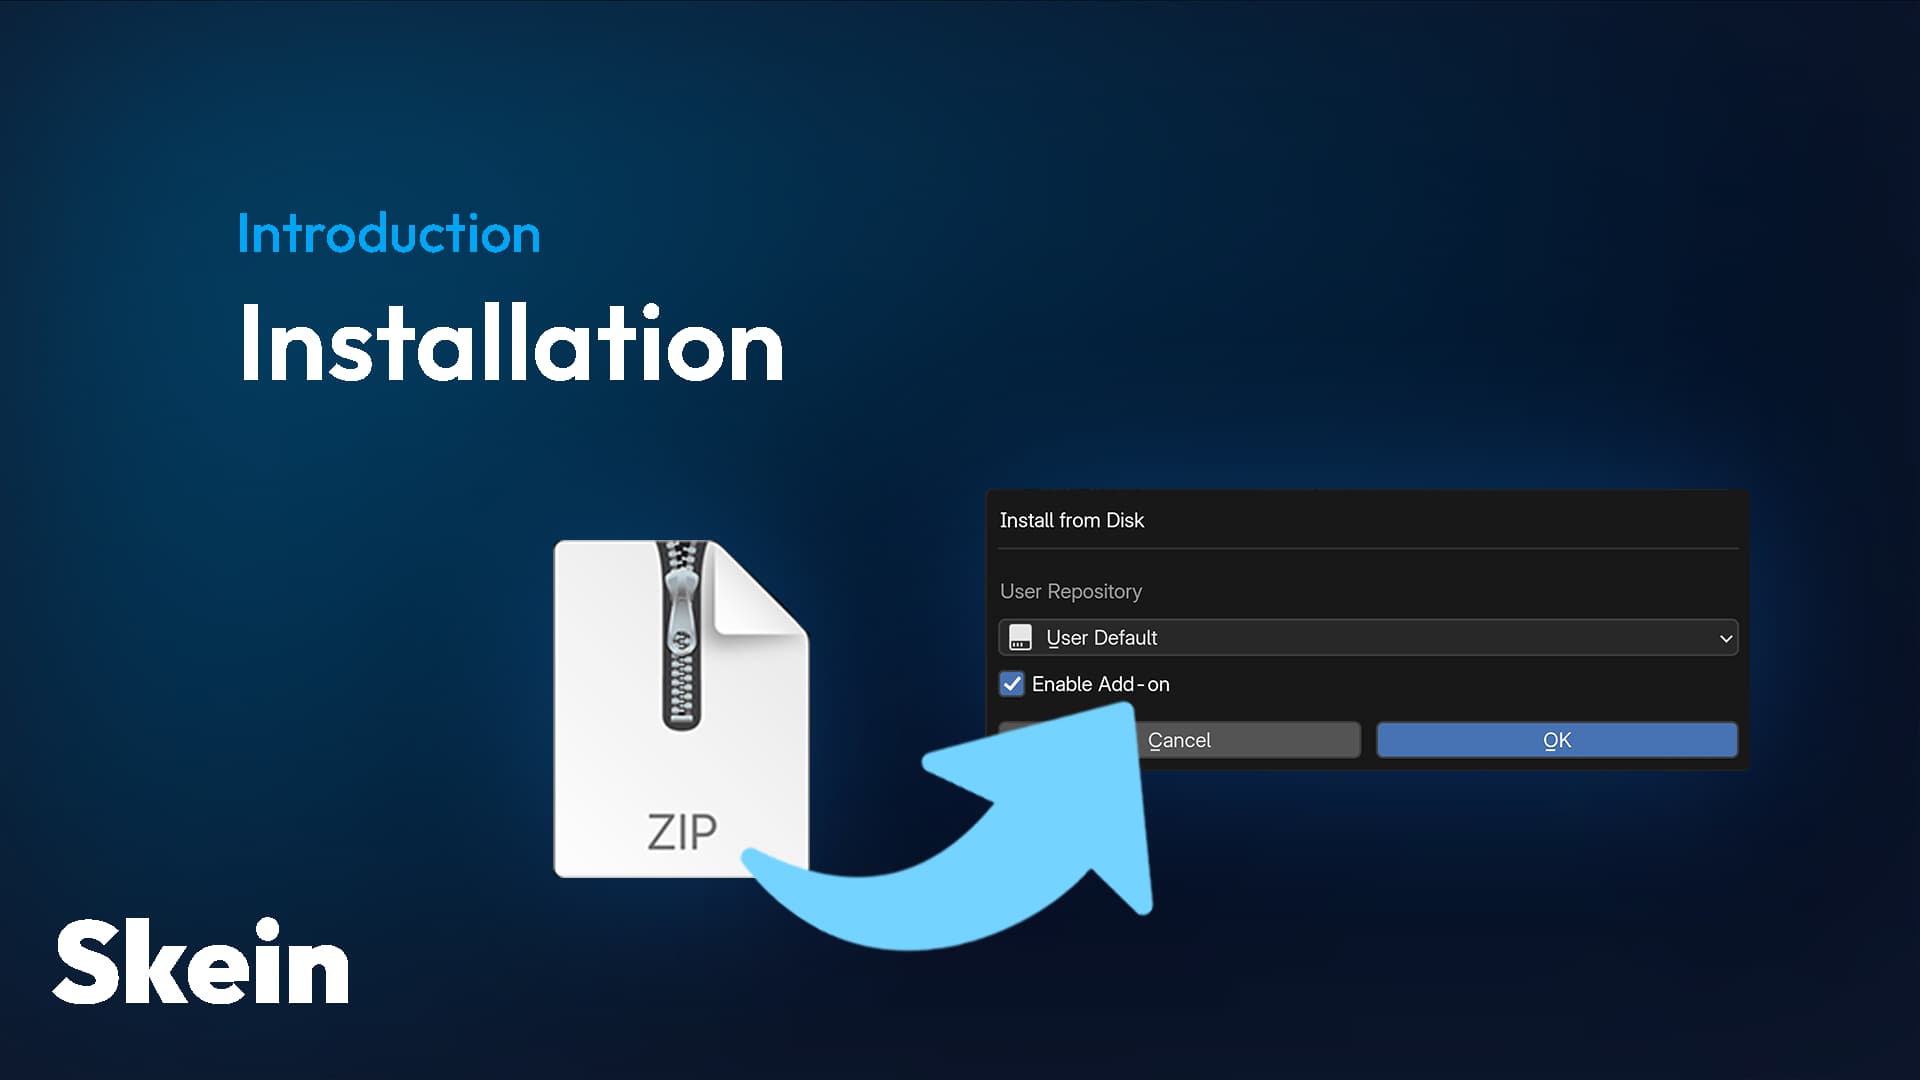 Introduction
Installation
Install from Disk
User Repository
User Default
Enable Add-on
Cancel
OK
ZIP
Skein